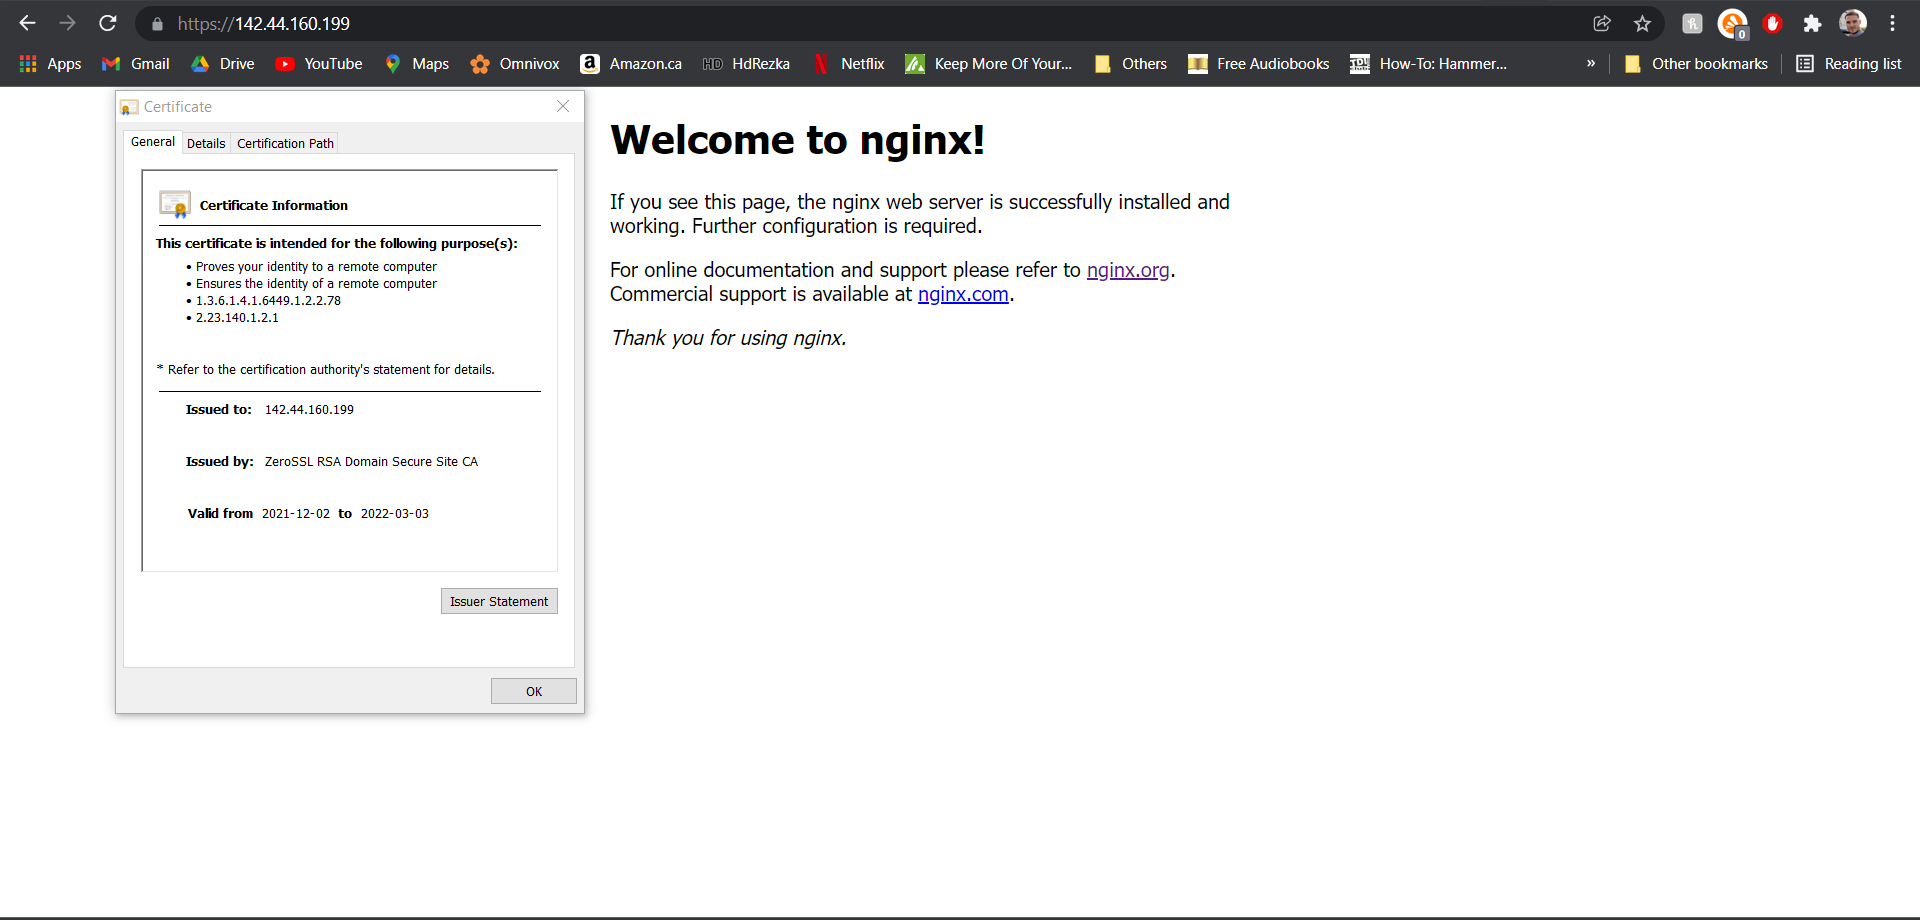 https://142.44.160.199
0
Apps Gmail Drive YouTube Maps Omnivox Amazon.ca HD HdRezka Netflix Keep More Of Your... Others Free Audiobooks How-To: Hammer... » Other bookmarks Reading list
Certificate
General Details Certification Path
Certificate Information
This certificate is intended for the following purpose(s):
• Proves your identity to a remote computer
• Ensures the identity of a remote computer
• 1.3.6.1.4.1.6449.1.2.2.78
• 2.23.140.1.2.1
* Refer to the certification authority's statement for details.
Issued to: 142.44.160.199
Issued by: ZeroSSL RSA Domain Secure Site CA
Valid from 2021-12-02 to 2022-03-03
Issuer Statement
OK
Welcome to nginx!
If you see this page, the nginx web server is successfully installed and
working. Further configuration is required.
For online documentation and support please refer to nginx.org.
Commercial support is available at nginx.com.
Thank you for using nginx.